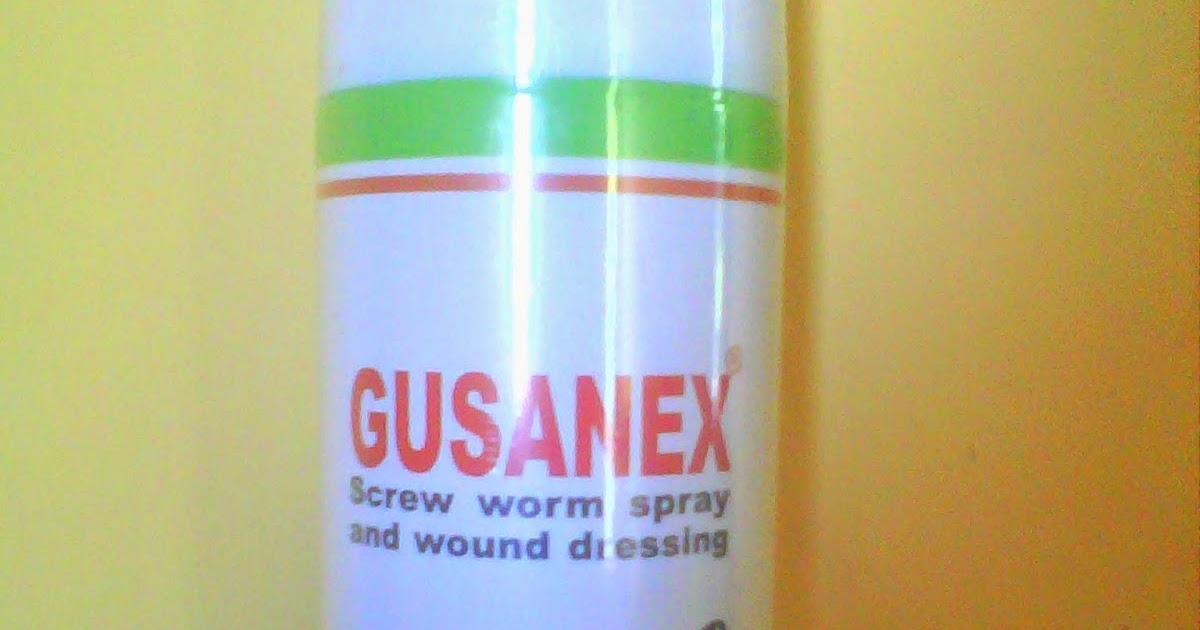 GUSANEX®
Screw worm spray
and wound dressing